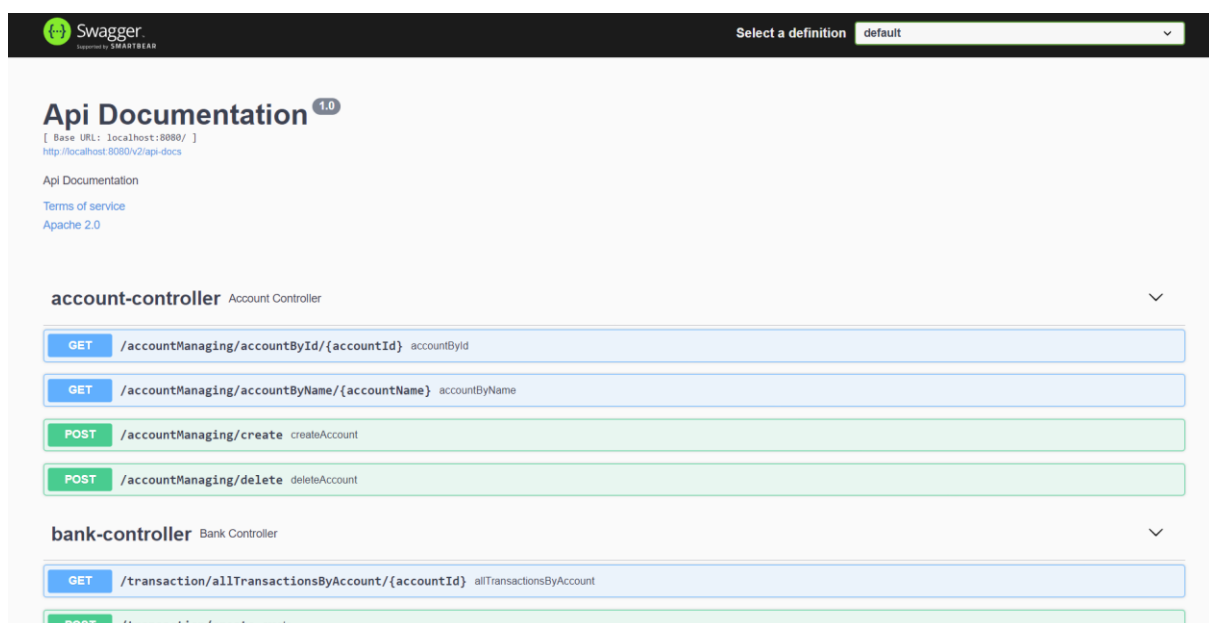 Swagger.
Supported by SMARTBEAR
Select a definition default
Api Documentation 1.0
[ Base URL: localhost:8080/ ]
http://localhost:8080/v2/api-docs
Api Documentation
Terms of service
Apache 2.0
account-controller Account Controller
GET /accountManaging/accountById/{accountId} accountById
GET /accountManaging/accountByName/{accountName} accountByName
POST /accountManaging/create createAccount
POST /accountManaging/delete deleteAccount
bank-controller Bank Controller
GET /transaction/allTransactionsByAccount/{accountId} allTransactionsByAccount
POST